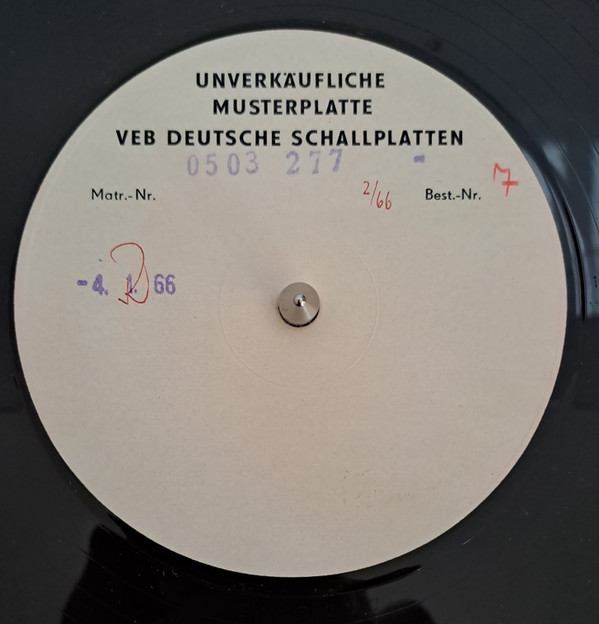 UNVERKÄUFLICHE
MUSTERPLATTE
VEB DEUTSCHE SCHALLPLATTEN
0503 277 -
Matr.-Nr. 2/66 Best.-Nr. 7
-4. 1. 66